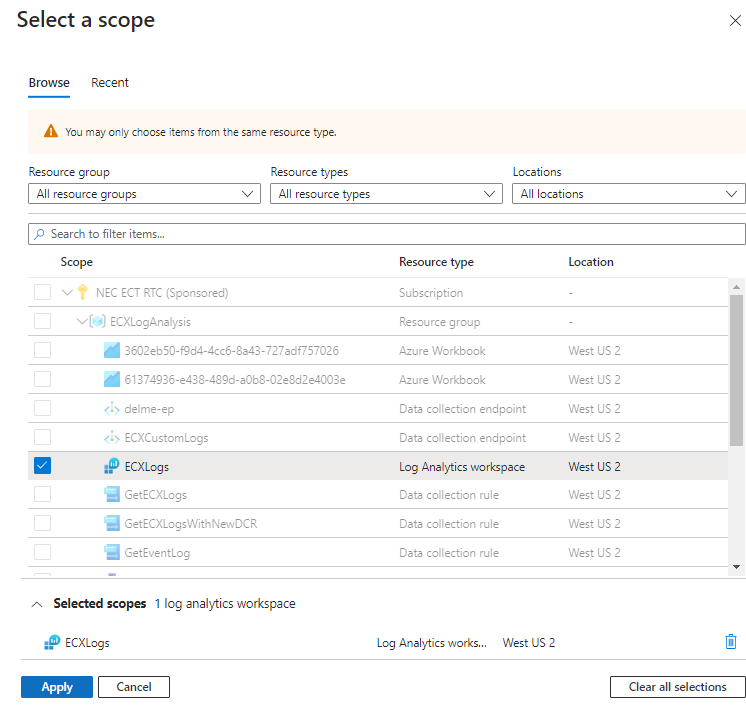 Select a scope
Browse Recent
You may only choose items from the same resource type.
Resource group Resource types Locations
All resource groups All resource types All locations
Search to filter items...
Scope Resource type Location
NEC ECT RTC (Sponsored) Subscription -
ECXLogAnalysis Resource group -
3602eb50-f9d4-4cc6-8a43-727adf757026 Azure Workbook West US 2
61374936-e438-489d-a0b8-02e8d2e4003e Azure Workbook West US 2
delme-ep Data collection endpoint West US 2
ECXCustomLogs Data collection endpoint West US 2
ECXLogs Log Analytics workspace West US 2
GetECXLogs Data collection rule West US 2
GetECXLogsWithNewDCR Data collection rule West US 2
GetEventLog Data collection rule West US 2
Selected scopes 1 log analytics workspace
ECXLogs Log Analytics works... West US 2
Apply Cancel Clear all selections